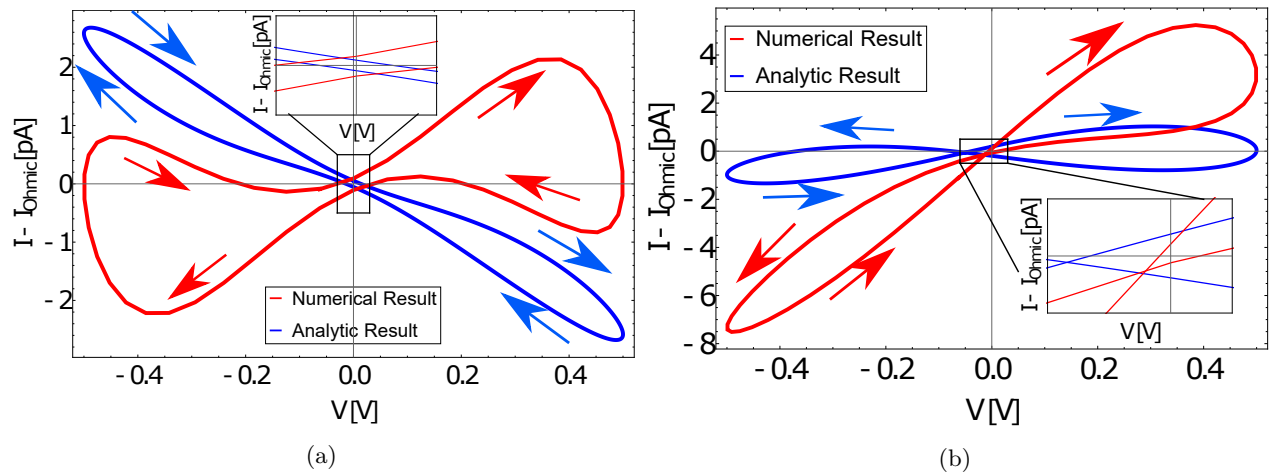 I - I_Ohmic [pA]
2
1
0
-1
-2
-0.4 -0.2 0.0 0.2 0.4
V[V]
I - I_Ohmic [pA]
V[V]
Numerical Result
Analytic Result
(a)
I - I_Ohmic [pA]
4
2
0
-2
-4
-6
-8
-0.4 -0.2 0.0 0.2 0.4
V[V]
Numerical Result
Analytic Result
I - I_Ohmic [pA]
V[V]
(b)